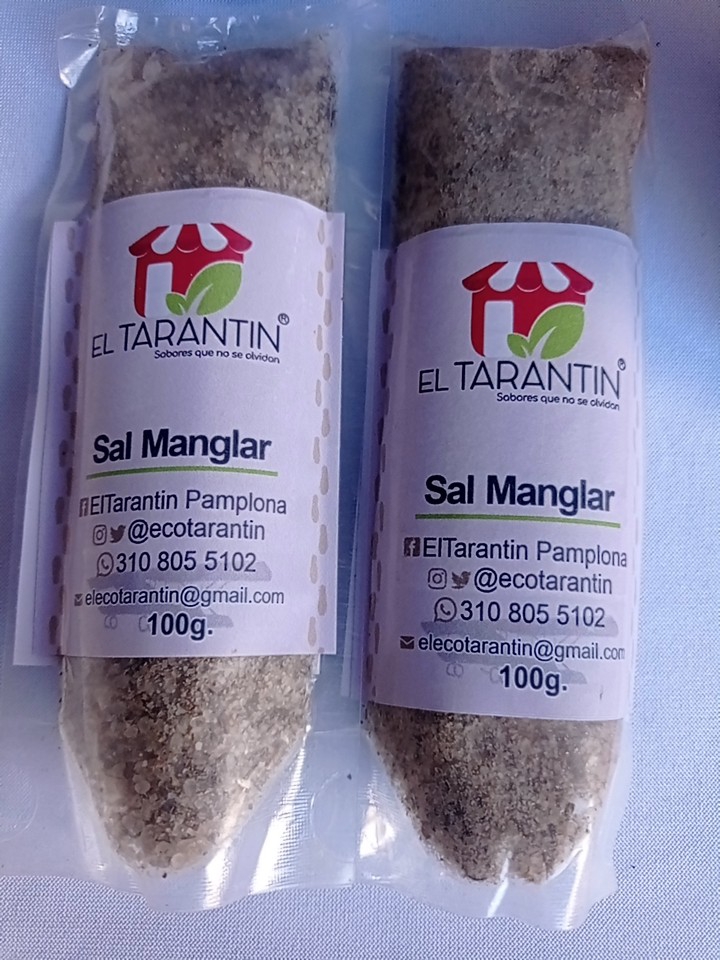 EL TARANTIN®
Sabores que no se olvidan
Sal Manglar
ElTarantin Pamplona
@ecotarantin
310 805 5102
elecotarantin@gmail.com
100g.
EL TARANTIN®
Sabores que no se olvidan
Sal Manglar
ElTarantin Pamplona
@ecotarantin
310 805 5102
elecotarantin@gmail.com
100g.